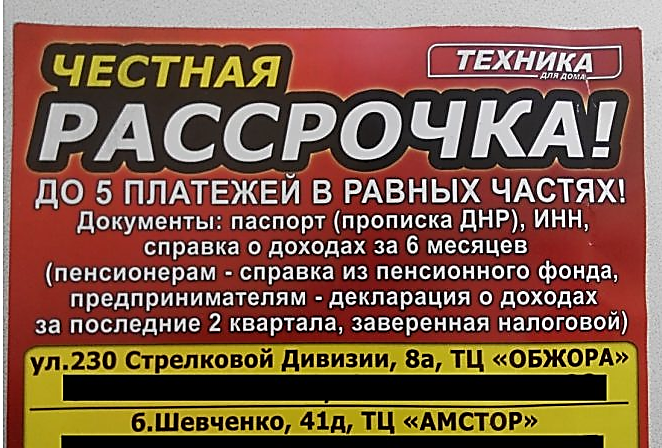 ЧЕСТНАЯ
ТЕХНИКА
ДЛЯ ДОМА
РАССРОЧКА!
ДО 5 ПЛАТЕЖЕЙ В РАВНЫХ ЧАСТЯХ!
Документы: паспорт (прописка ДНР), ИНН,
справка о доходах за 6 месяцев
(пенсионерам - справка из пенсионного фонда,
предпринимателям - декларация о доходах
за последние 2 квартала, заверенная налоговой)
ул.230 Стрелковой Дивизии, 8а, ТЦ «ОБЖОРА»
б.Шевченко, 41д, ТЦ «АМСТОР»